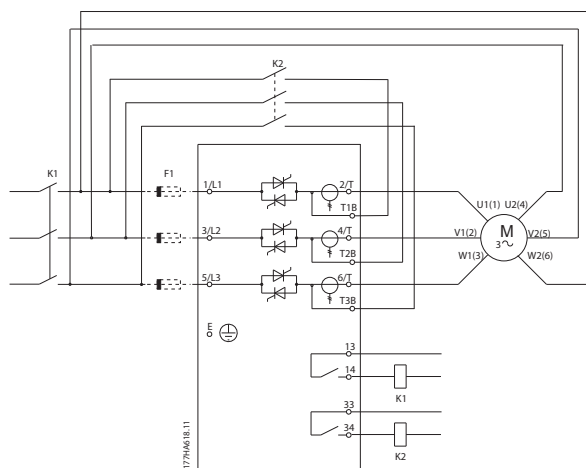 K2
K1
F1
1/L1
2/T
T1B
U1(1)
U2(4)
3/L2
4/T
T2B
V1(2)
M
3~
V2(5)
5/L3
6/T
T3B
W1(3)
W2(6)
E
13
14
K1
33
34
K2
177HA618.11